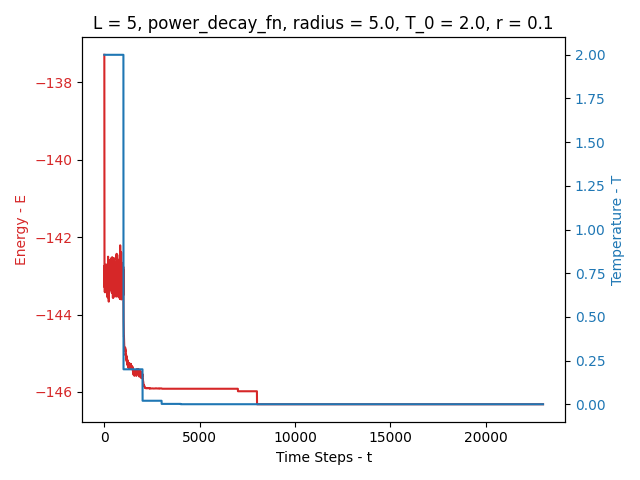 L = 5, power_decay_fn, radius = 5.0, T_0 = 2.0, r = 0.1
−138
−140
−142
−144
−146
Energy - E
2.00
1.75
1.50
1.25
1.00
0.75
0.50
0.25
0.00
Temperature - T
0 5000 10000 15000 20000
Time Steps - t